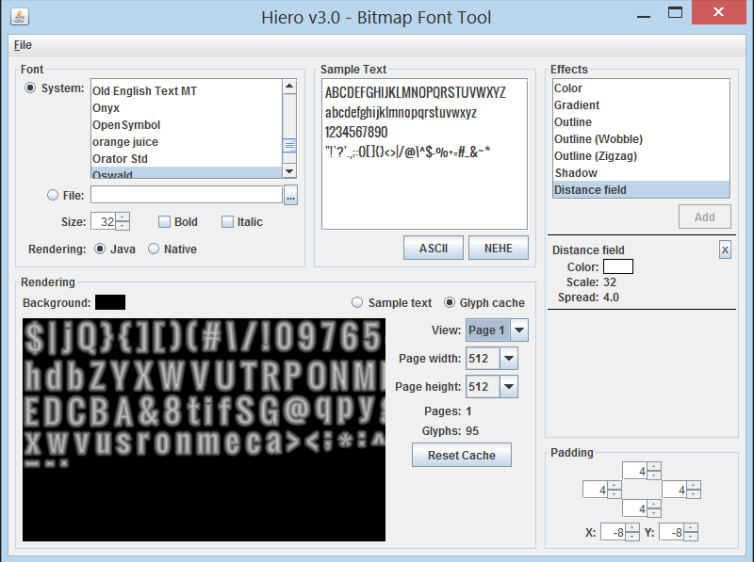 Hiero v3.0 - Bitmap Font Tool
File
Font
System:
Old English Text MT
Onyx
OpenSymbol
orange juice
Orator Std
Oswald
File:
...
Size: 32 Bold Italic
Rendering: Java Native
Sample Text
ABCDEFGHIJKLMNOPQRSTUVWXYZ
abcdefghijklmnopqrstuvwxyz
1234567890
"!`?'.,;:()[]{}<>|/@\^$-%+=#_&~*
ASCII NEHE
Effects
Color
Gradient
Outline
Outline (Wobble)
Outline (Zigzag)
Shadow
Distance field
Add
Distance field x
Color:
Scale: 32
Spread: 4.0
Rendering
Background:
Sample text Glyph cache
$|jQ}{][)(#\/!09765
hdbZYXWVUTRPONM
EDCBA&8tifSG@qpy
xwvusronmeca><;*:^
View: Page 1
Page width: 512
Page height: 512
Pages: 1
Glyphs: 95
Reset Cache
Padding
4
4 4
4
X: -8 Y: -8